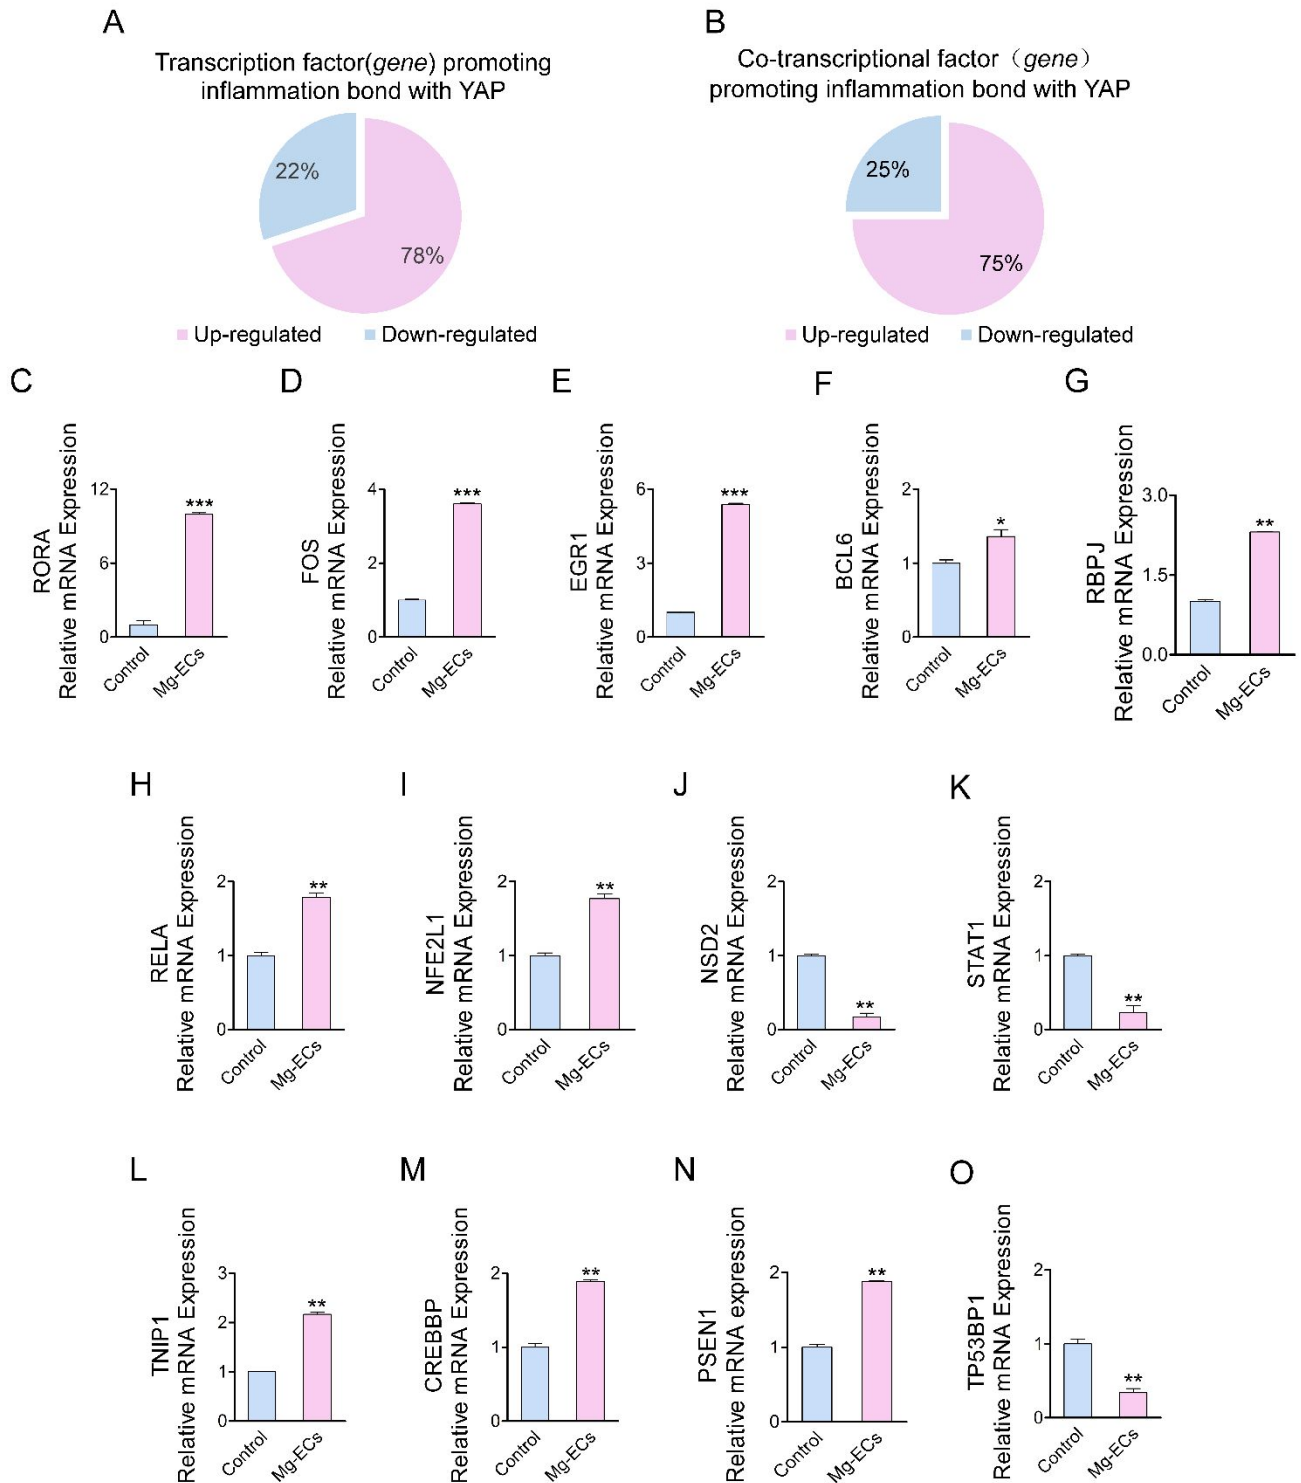 A
Transcription factor(gene) promoting
inflammation bond with YAP
22%
78%
Up-regulated
Down-regulated
B
Co-transcriptional factor（gene）
promoting inflammation bond with YAP
25%
75%
Up-regulated
Down-regulated
C
RORA
Relative mRNA Expression
12
6
0
***
Control
Mg-ECs
D
FOS
Relative mRNA Expression
4
2
0
***
Control
Mg-ECs
E
EGR1
Relative mRNA Expression
6
3
0
***
Control
Mg-ECs
F
BCL6
Relative mRNA Expression
2
1
0
*
Control
Mg-ECs
G
RBPJ
Relative mRNA Expression
3.0
1.5
0.0
**
Control
Mg-ECs
H
RELA
Relative mRNA Expression
2
1
0
**
Control
Mg-ECs
I
NFE2L1
Relative mRNA Expression
2
1
0
**
Control
Mg-ECs
J
NSD2
Relative mRNA Expression
2
1
0
**
Control
Mg-ECs
K
STAT1
Relative mRNA Expression
2
1
0
**
Control
Mg-ECs
L
TNIP1
Relative mRNA Expression
3
2
1
0
**
Control
Mg-ECs
M
CREBBP
Relative mRNA Expression
2
1
0
**
Control
Mg-ECs
N
PSEN1
Relative mRNA expression
2
1
0
**
Control
Mg-ECs
O
TP53BP1
Relative mRNA Expression
2
1
0
**
Control
Mg-ECs